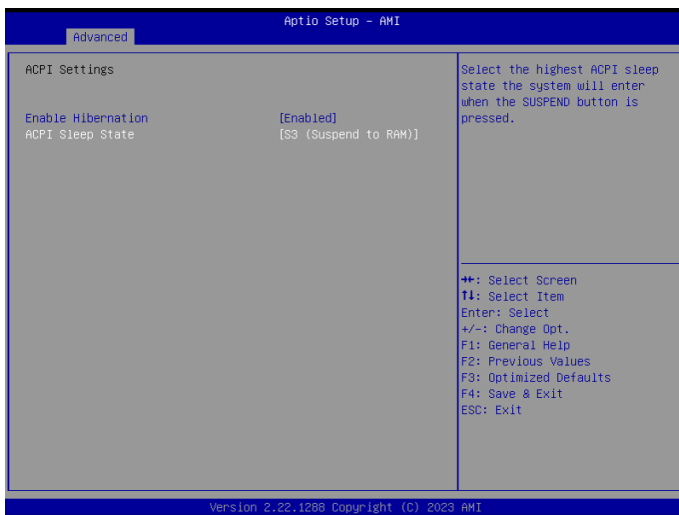 Aptio Setup - AMI
Advanced
ACPI Settings
Enable Hibernation [Enabled]
ACPI Sleep State [S3 (Suspend to RAM)]
Select the highest ACPI sleep
state the system will enter
when the SUSPEND button is
pressed.
→←: Select Screen
↑↓: Select Item
Enter: Select
+/-: Change Opt.
F1: General Help
F2: Previous Values
F3: Optimized Defaults
F4: Save & Exit
ESC: Exit
Version 2.22.1288 Copyright (C) 2023 AMI